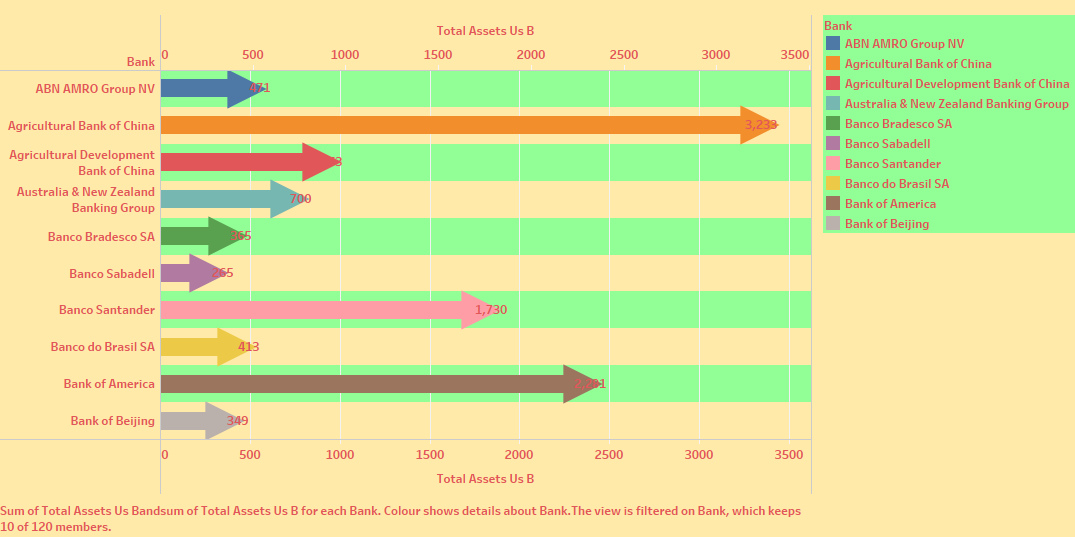 Total Assets Us B
0 500 1000 1500 2000 2500 3000 3500
Bank
ABN AMRO Group NV 471
Agricultural Bank of China 3,233
Agricultural Development
Bank of China
Australia & New Zealand
Banking Group 700
Banco Bradesco SA
Banco Sabadell 265
Banco Santander 1,730
Banco do Brasil SA 413
Bank of America
Bank of Beijing 349
0 500 1000 1500 2000 2500 3000 3500
Total Assets Us B
Sum of Total Assets Us Bandsum of Total Assets Us B for each Bank. Colour shows details about Bank.The view is filtered on Bank, which keeps
10 of 120 members.
Bank
ABN AMRO Group NV
Agricultural Bank of China
Agricultural Development Bank of China
Australia & New Zealand Banking Group
Banco Bradesco SA
Banco Sabadell
Banco Santander
Banco do Brasil SA
Bank of America
Bank of Beijing